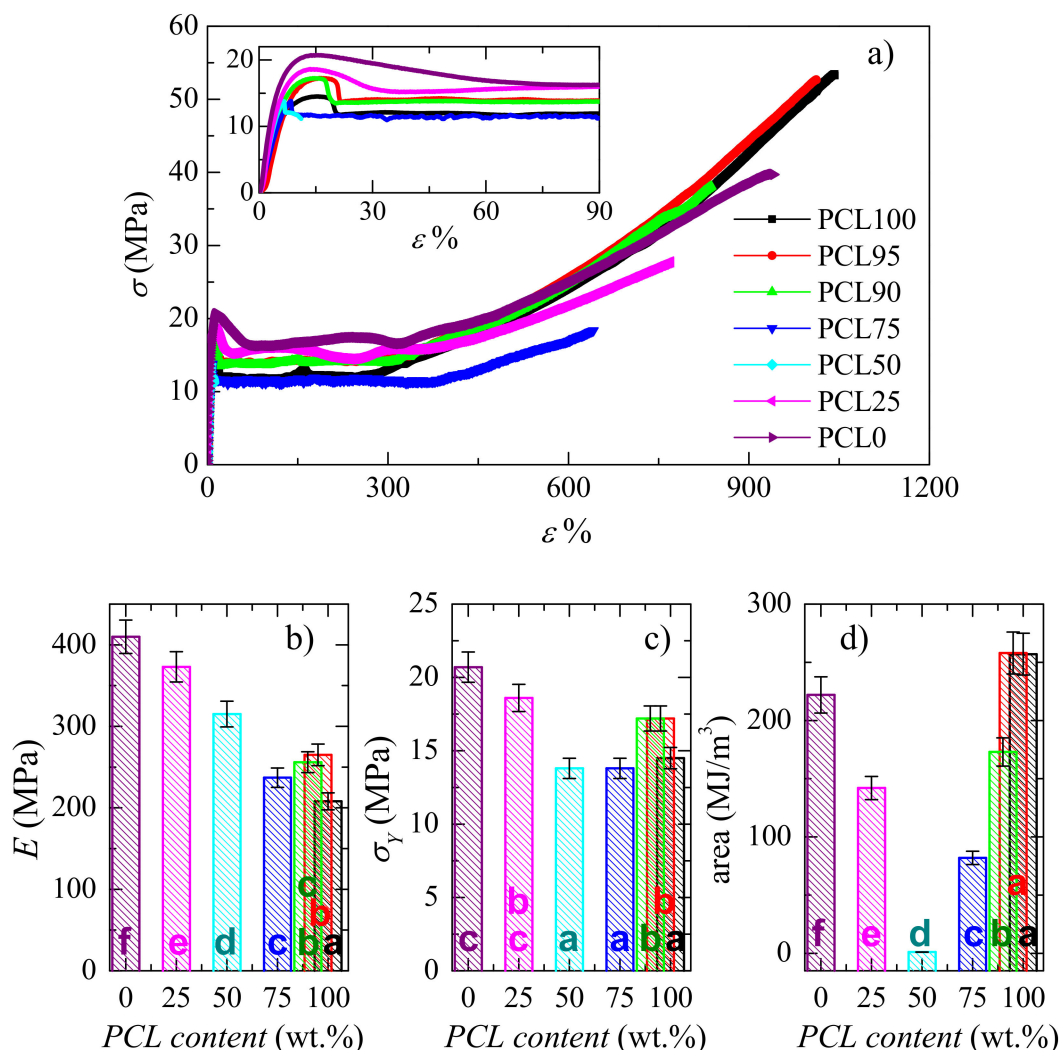 60
50
40
30
20
10
0
σ (MPa)
a)
20
10
0
0 30 60 90
ε %
PCL100
PCL95
PCL90
PCL75
PCL50
PCL25
PCL0
0 300 600 900 1200
ε %
b)
400
300
200
100
0
E (MPa)
f e d c c b b a
0 25 50 75 100
PCL content (wt.%)
c)
25
20
15
10
5
0
σY (MPa)
c b c a a b b a
0 25 50 75 100
PCL content (wt.%)
d)
300
200
100
0
area (MJ/m³)
f e d c b a a
0 25 50 75 100
PCL content (wt.%)